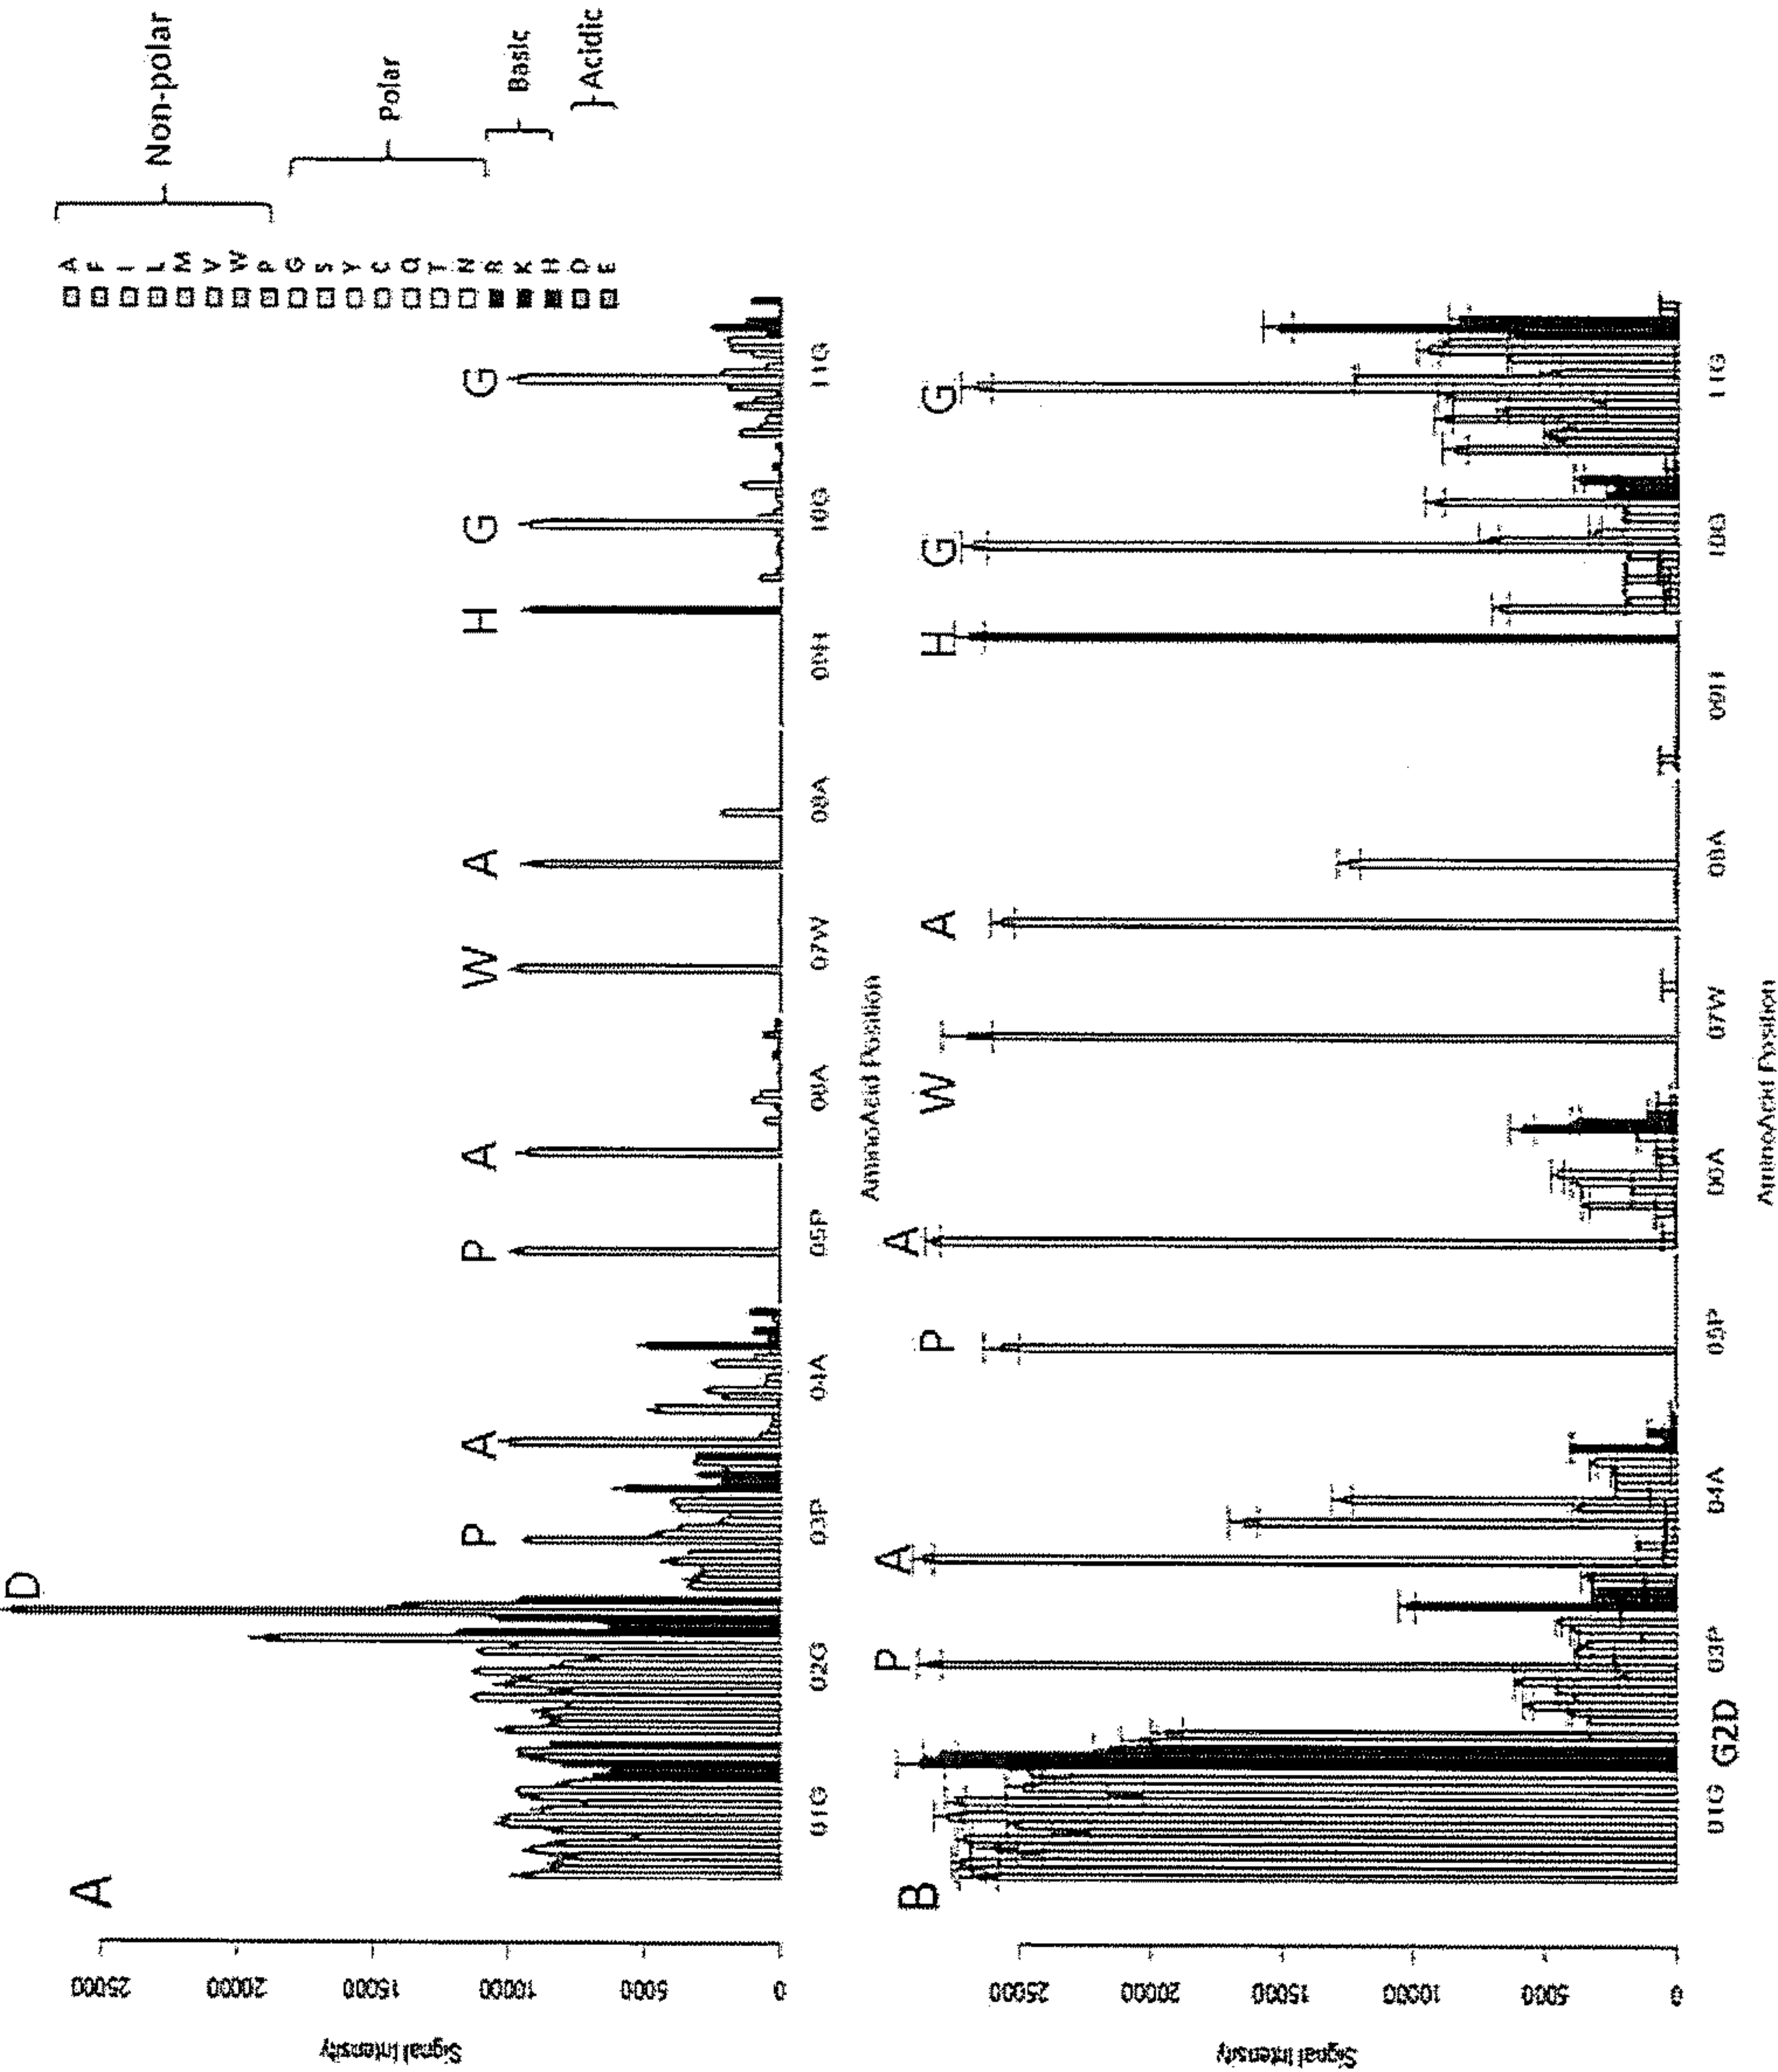 A
25000
20000
15000
10000
5000
0
Signal Intensity
D
P
A
P
A
W
A
H
G
G
01G 02G 03P 04A 05P 06A 07W 08A 09H 10G 11G
AminoAcid Position
A
F
I
L
M
V
W
P
G
S
Y
C
Q
T
N
R
K
H
D
E
Non-polar
Polar
Basic
Acidic
B
25000
20000
15000
10000
5000
0
Signal Intensity
P
A
P
A
W
A
H
G
G
01G G2D 03P 04A 05P 06A 07W 08A 09H 10G 11G
AminoAcid Position